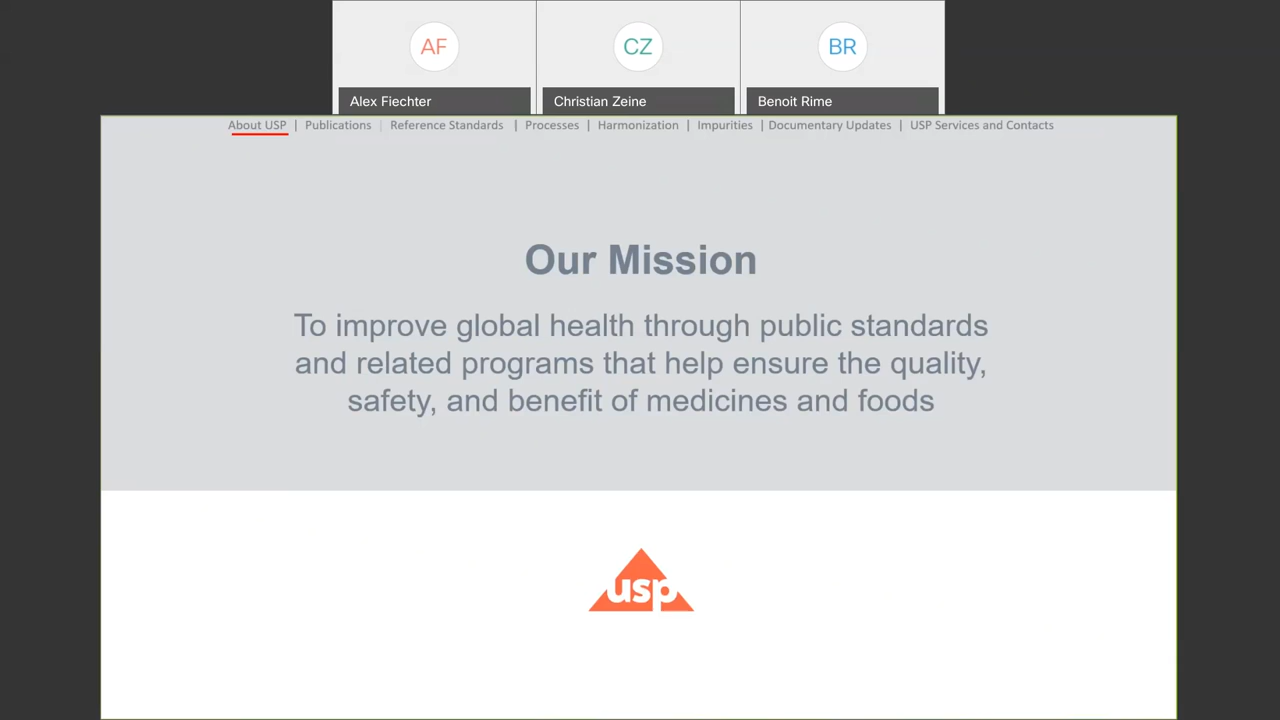 AF
CZ
BR
Alex Fiechter
Christian Zeine
Benoit Rime
About USP | Publications | Reference Standards | Processes | Harmonization | Impurities | Documentary Updates | USP Services and Contacts
Our Mission
To improve global health through public standards
and related programs that help ensure the quality,
safety, and benefit of medicines and foods
usp